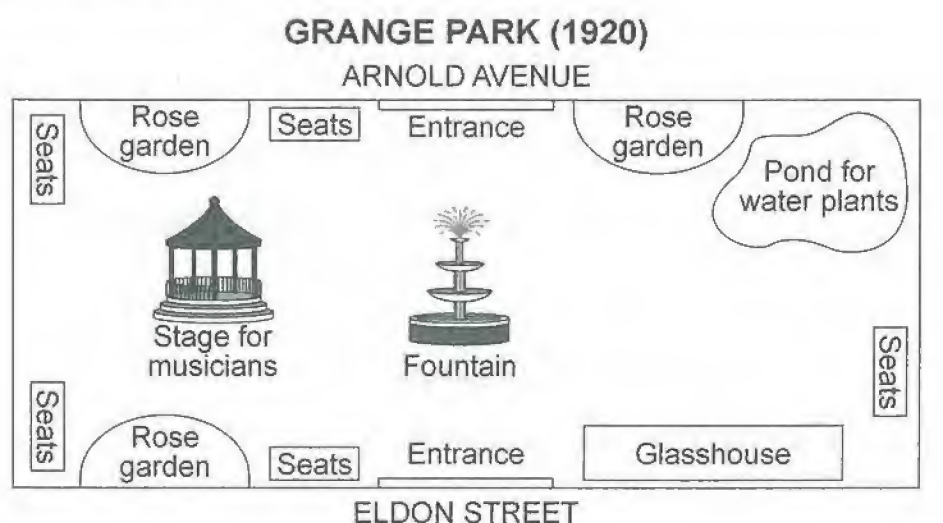 GRANGE PARK (1920)
ARNOLD AVENUE
Seats
Rose
garden
Seats
Entrance
Rose
garden
Pond for
water plants
Stage for
musicians
Fountain
Seats
Seats
Rose
garden
Seats
Entrance
Glasshouse
ELDON STREET